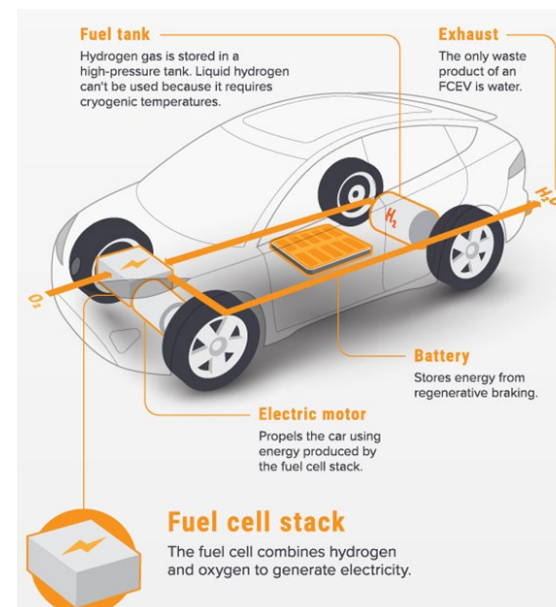 Fuel tank
Hydrogen gas is stored in a
high-pressure tank. Liquid hydrogen
can't be used because it requires
cryogenic temperatures.
Exhaust
The only waste
product of an
FCEV is water.
H₂
H₂O
O₂
Battery
Stores energy from
regenerative braking.
Electric motor
Propels the car using
energy produced by
the fuel cell stack.
Fuel cell stack
The fuel cell combines hydrogen
and oxygen to generate electricity.